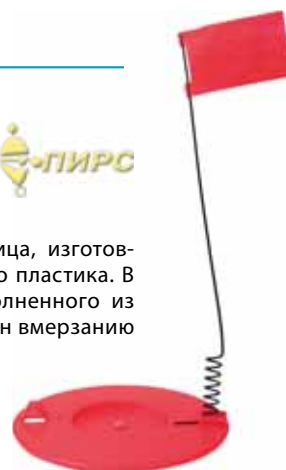 ПИРС
ица, изготов-
о пластика. В
олненного из
н вмерзанию